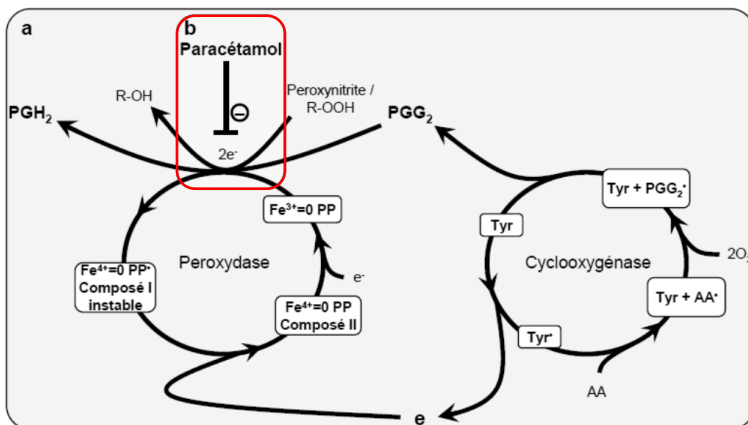 a
b
Paracétamol
R-OH
Peroxynitrite /
R-OOH
PGH2
PGG2
⊖
2e-
Fe3+=0 PP
Peroxydase
Fe4+=0 PP•
Composé I
instable
e-
Fe4+=0 PP
Composé II
Tyr + PGG2•
Tyr
2O2
Cyclooxygénase
Tyr + AA•
Tyr•
AA
e